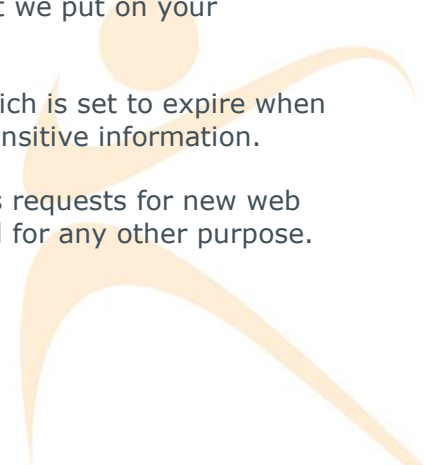 we put on your
ich is set to expire when
nsitive information.
requests for new web
for any other purpose.